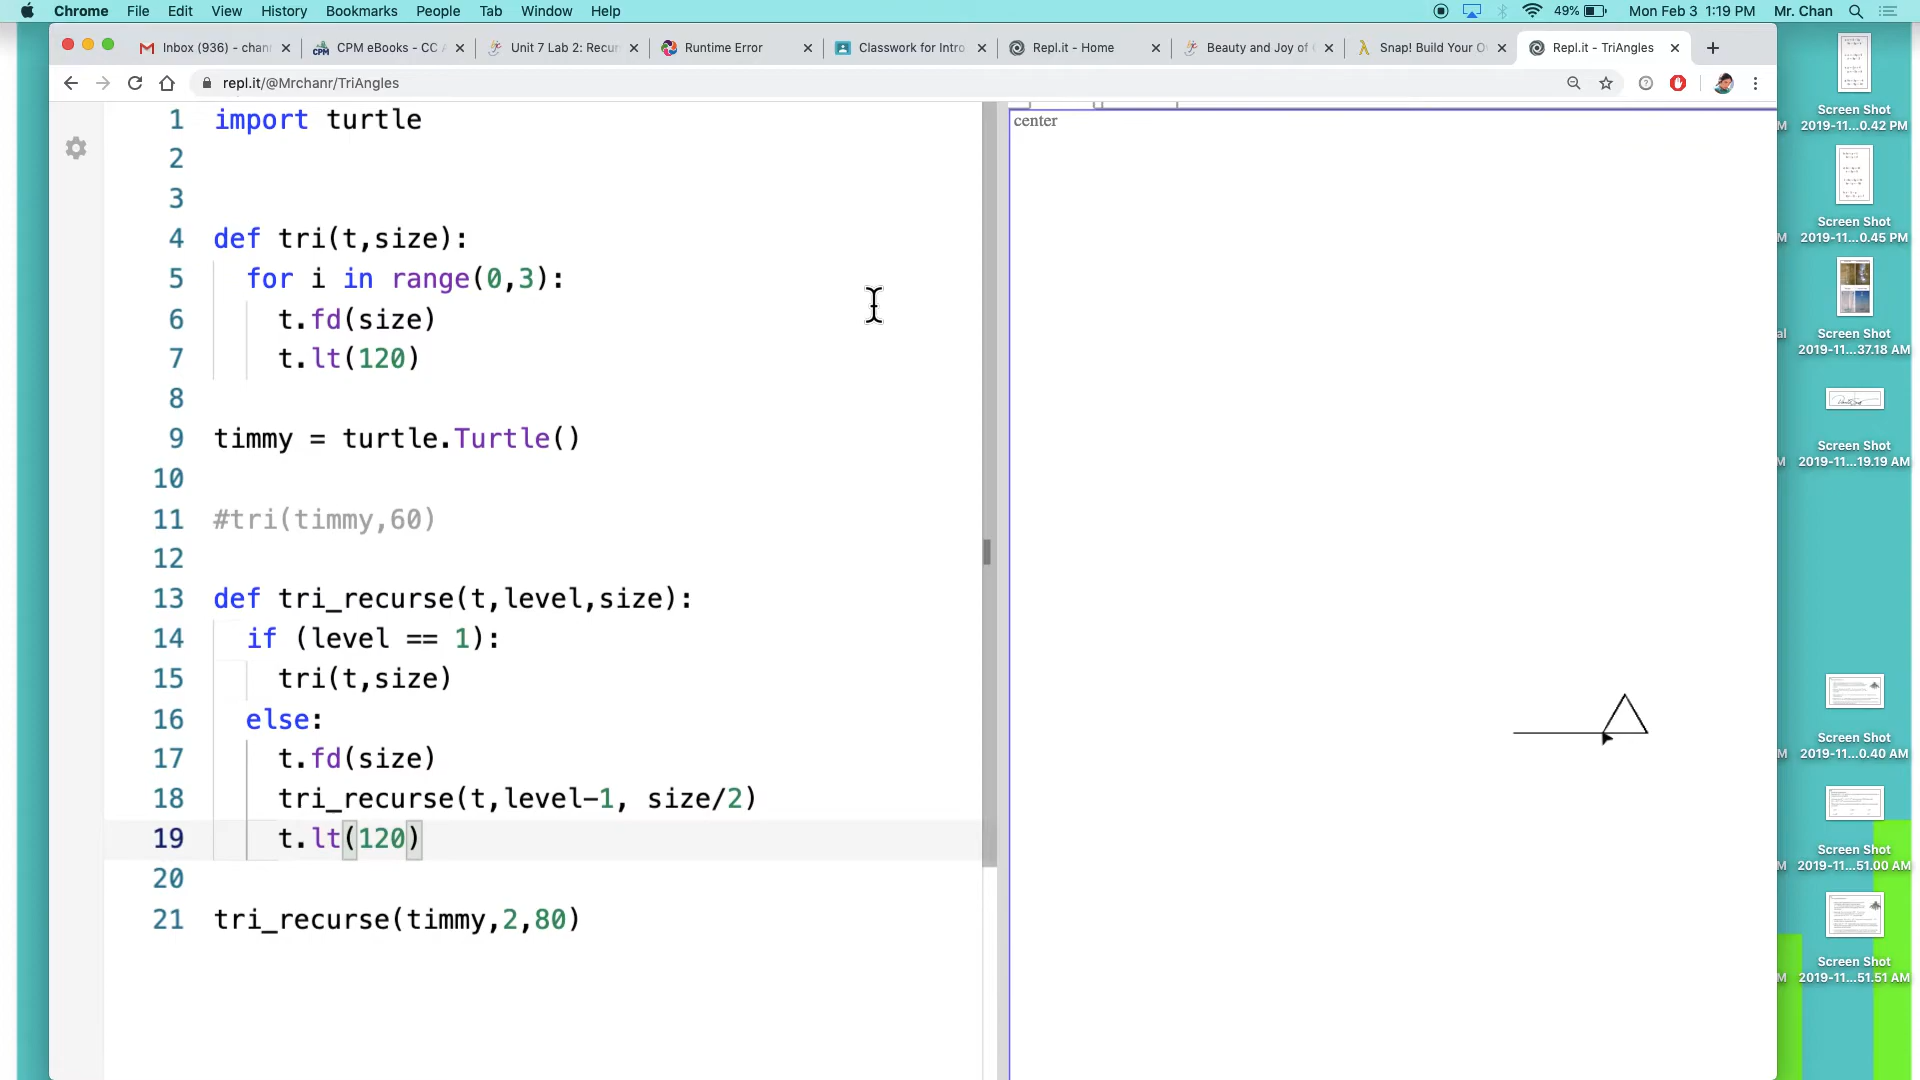 Chrome File Edit View History Bookmarks People Tab Window Help 49% Mon Feb 3 1:19 PM Mr. Chan
Inbox (936) - chan
CPM eBooks - CC
Unit 7 Lab 2: Recur
Runtime Error
Classwork for Intro
Repl.it - Home
Beauty and Joy of
Snap! Build Your O
Repl.it - TriAngles
repl.it/@Mrchanr/TriAngles
1 import turtle
2
3
4 def tri(t,size):
5 for i in range(0,3):
6 t.fd(size)
7 t.lt(120)
8
9 timmy = turtle.Turtle()
10
11 #tri(timmy,60)
12
13 def tri_recurse(t,level,size):
14 if (level == 1):
15 tri(t,size)
16 else:
17 t.fd(size)
18 tri_recurse(t,level-1, size/2)
19 t.lt(120)
20
21 tri_recurse(timmy,2,80)
center
Screen Shot
2019-11...0.42 PM
Screen Shot
2019-11...0.45 PM
Screen Shot
2019-11...37.18 AM
Screen Shot
2019-11...19.19 AM
Screen Shot
2019-11...0.40 AM
Screen Shot
2019-11...51.00 AM
Screen Shot
2019-11...51.51 AM